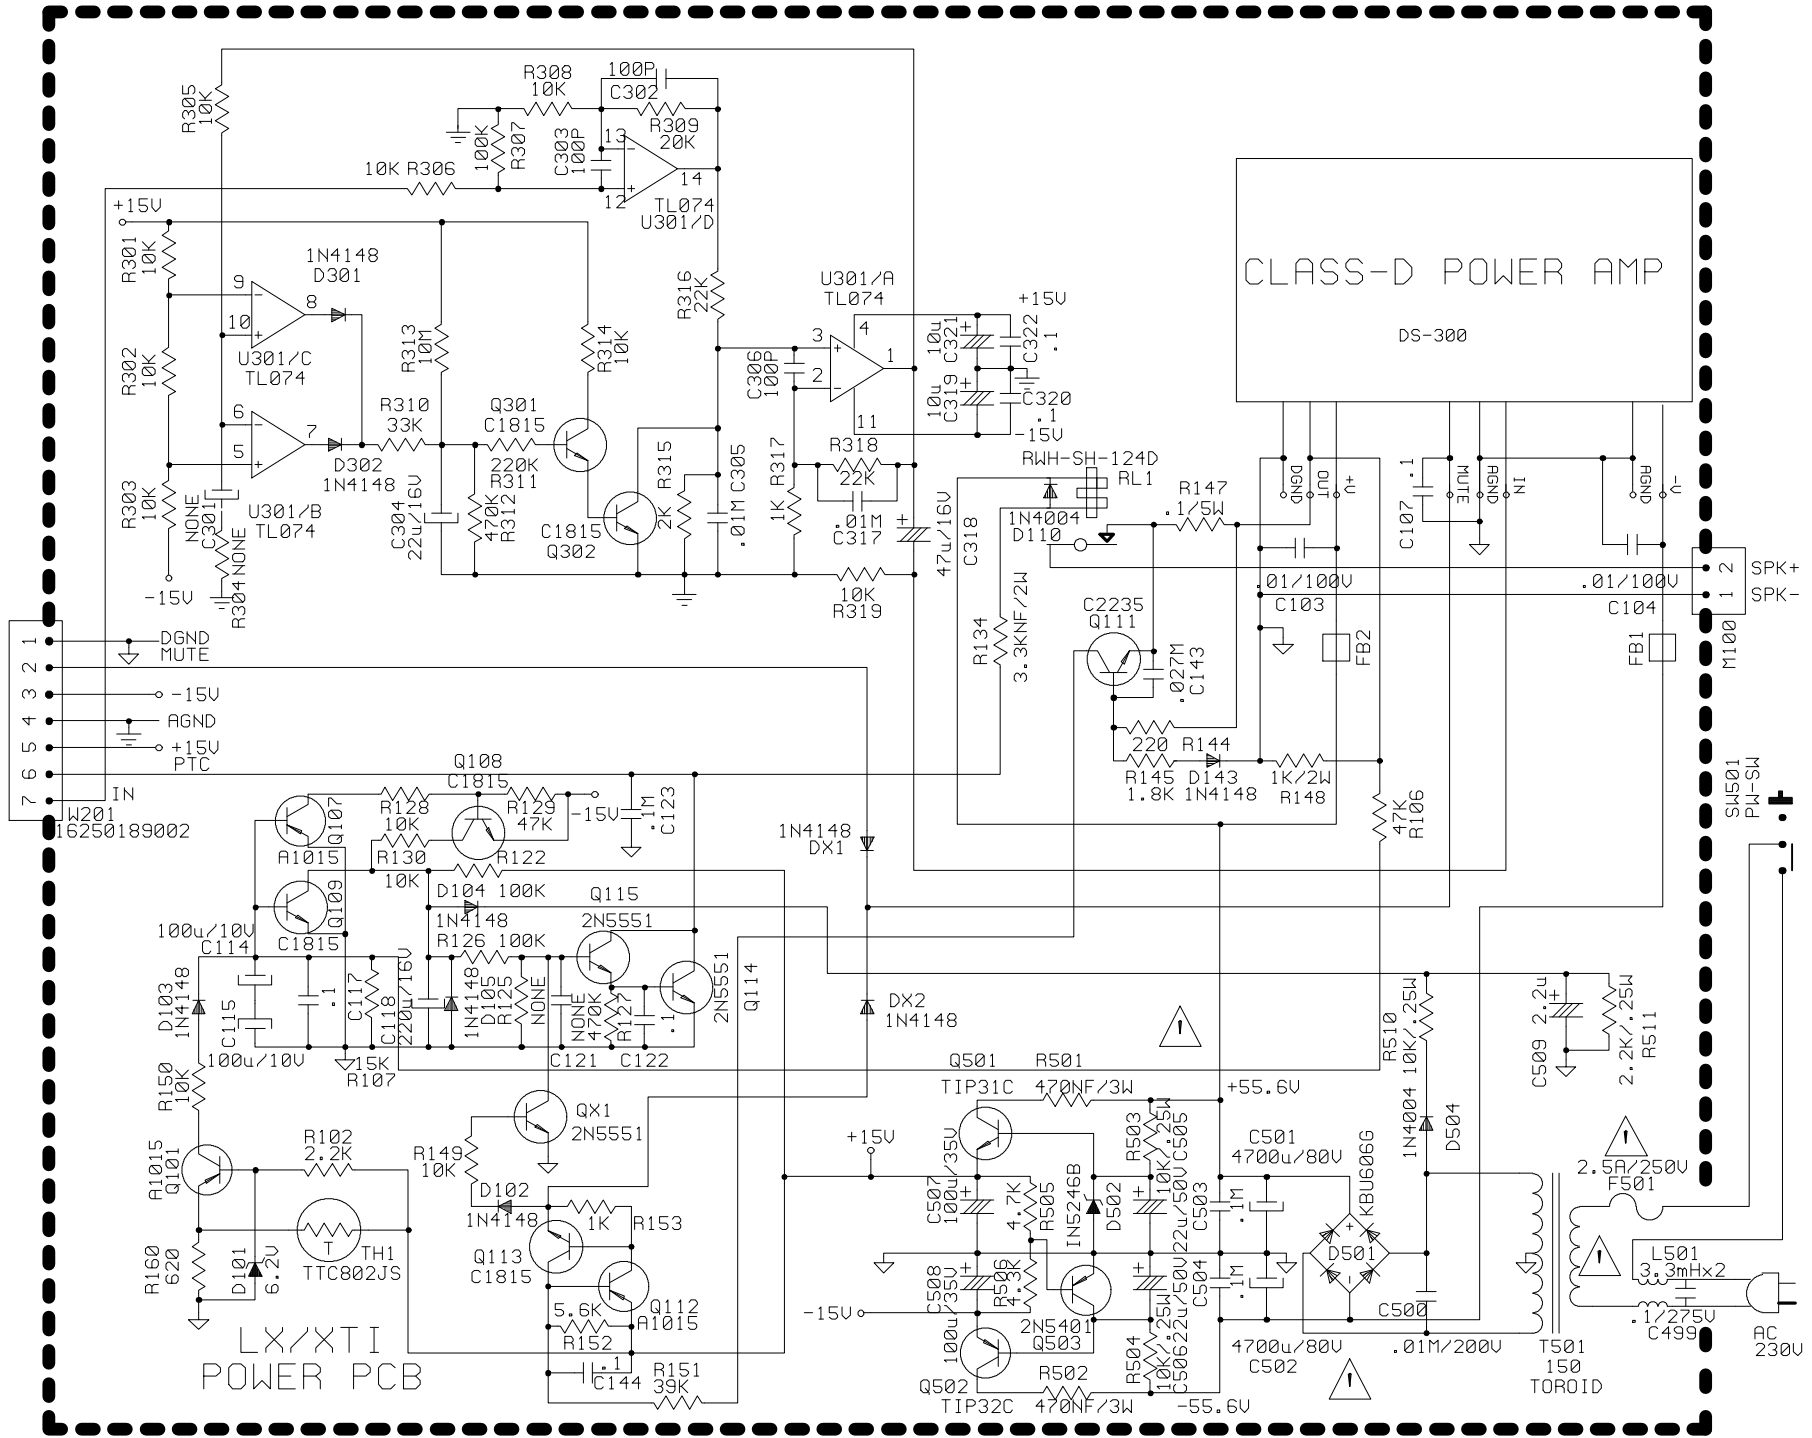 R305
10K
R308
10K
100P
C302
R309
20K
100K
R307
C303
100P
13
12
14
TL074
U301/D
10K R306
+15V
R301
10K
1N4148
D301
9
8
10
U301/C
TL074
R302
10K
R313
10M
R314
10K
R316
22K
U301/A
TL074
4
3
1
2
11
C306
100P
+15V
10u
C321
C322
.1
10u
C319
C320
.1
-15V
CLASS-D POWER AMP
DS-300
6
7
5
D302
1N4148
R310
33K
Q301
C1815
220K
R311
R303
10K
NONE
C301
U301/B
TL074
C304
22u/16V
470K
R312
C1815
Q302
R315
2K
.01M C305
R317
1K
R318
22K
.01M
C317
47u/16V
C318
RWH-SH-124D
RL1
1N4004
D110
R147
.1/5W
DGND
OUT
+V
C107
.1
MUTE
AGND
IN
AGND
-V
-15V
R304 NONE
10K
R319
.01/100V
C103
.01/100V
C104
2
SPK+
1
SPK-
M100
R134
3.3KNF/2W
C2235
Q111
.027M
C143
FB2
FB1
1
DGND
MUTE
2
3
-15V
4
AGND
5
+15V
PTC
6
7
IN
W201
16250189002
220
R144
R145
1.8K
D143
1N4148
1K/2W
R148
47K
R106
SW501
PW-SW
Q108
C1815
R128
10K
R129
47K
-15V
.1M
C123
Q107
A1015
R130
10K
R122
100K
D104
1N4148
1N4148
DX1
Q109
C1815
100u/10V
C114
R126 100K
Q115
2N5551
D103
1N4148
C115
100u/10V
.1
C117
C118
220u/16V
1N4148
D105
R125
NONE
NONE
C121
470K
R127
.1
C122
2N5551
Q114
DX2
1N4148
15K
R107
R150
10K
R510
10K/.25W
C509 2.2u
2.2K/.25W
R511
Q501
TIP31C
R501
470NF/3W
+55.6V
1N4004
D504
QX1
2N5551
+15V
A1015
Q101
R102
2.2K
R149
10K
D102
1N4148
1K
R153
C507
100u/35V
4.7K
R505
IN5246B
D502
R503
10K/.25W
C505
22u/50V
C503
.1M
C501
4700u/80V
KBU606G
2.5A/250V
F501
R160
620
D101
6.2V
T
TH1
TTC802JS
Q113
C1815
Q112
A1015
5.6K
R152
.1
C144
-15V
C508
100u/35V
R506
4.3K
2N5401
Q503
R504
10K/.25W
C506
22u/50V
C504
.1M
D501
+
-
C500
.01M/200V
L501
3.3mHx2
.1/275V
C499
AC
230V
LX/XTI
POWER PCB
R151
39K
Q502
TIP32C
R502
470NF/3W
-55.6V
4700u/80V
C502
T501
150
TOROID